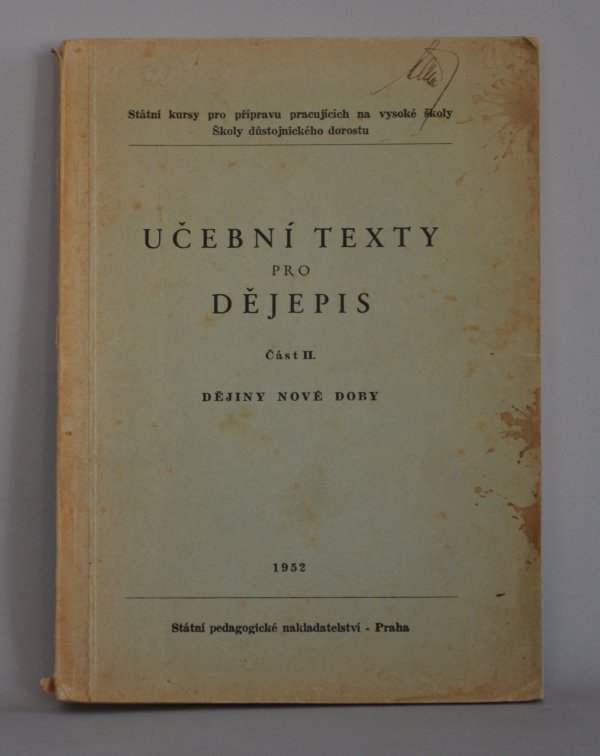 Státní kursy pro přípravu pracujících na vysoké školy
Školy důstojnického dorostu
UČEBNÍ TEXTY
PRO
DĚJEPIS
Část II.
DĚJINY NOVÉ DOBY
1952
Státní pedagogické nakladatelství - Praha